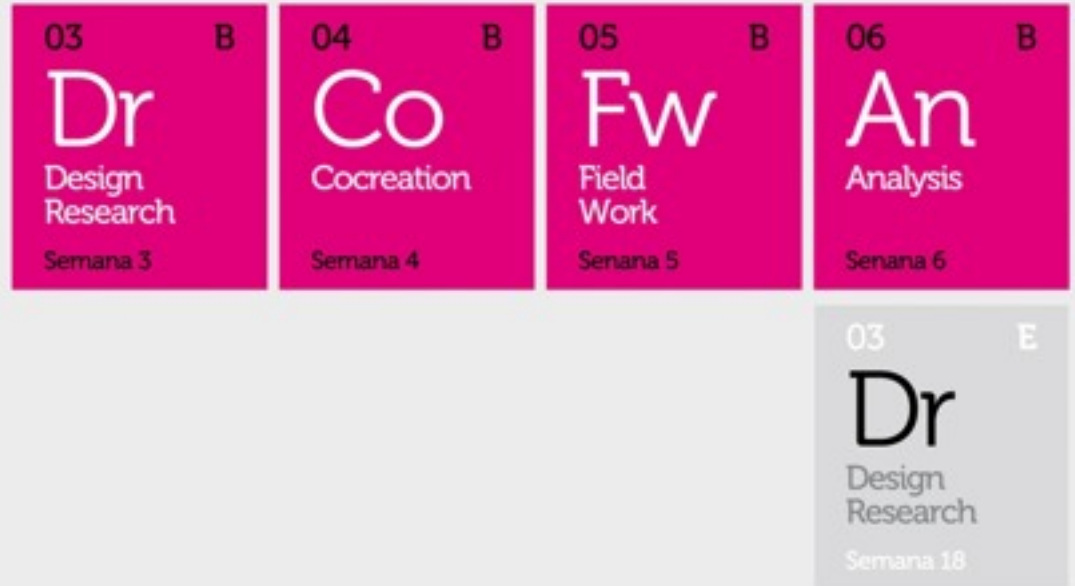 03 B
Dr
Design
Research
Semana 3
04 B
Co
Cocreation
Semana 4
05 B
Fw
Field
Work
Senana 5
06 B
An
Analysis
Senana 6
03 E
Dr
Design
Research
Semana 18